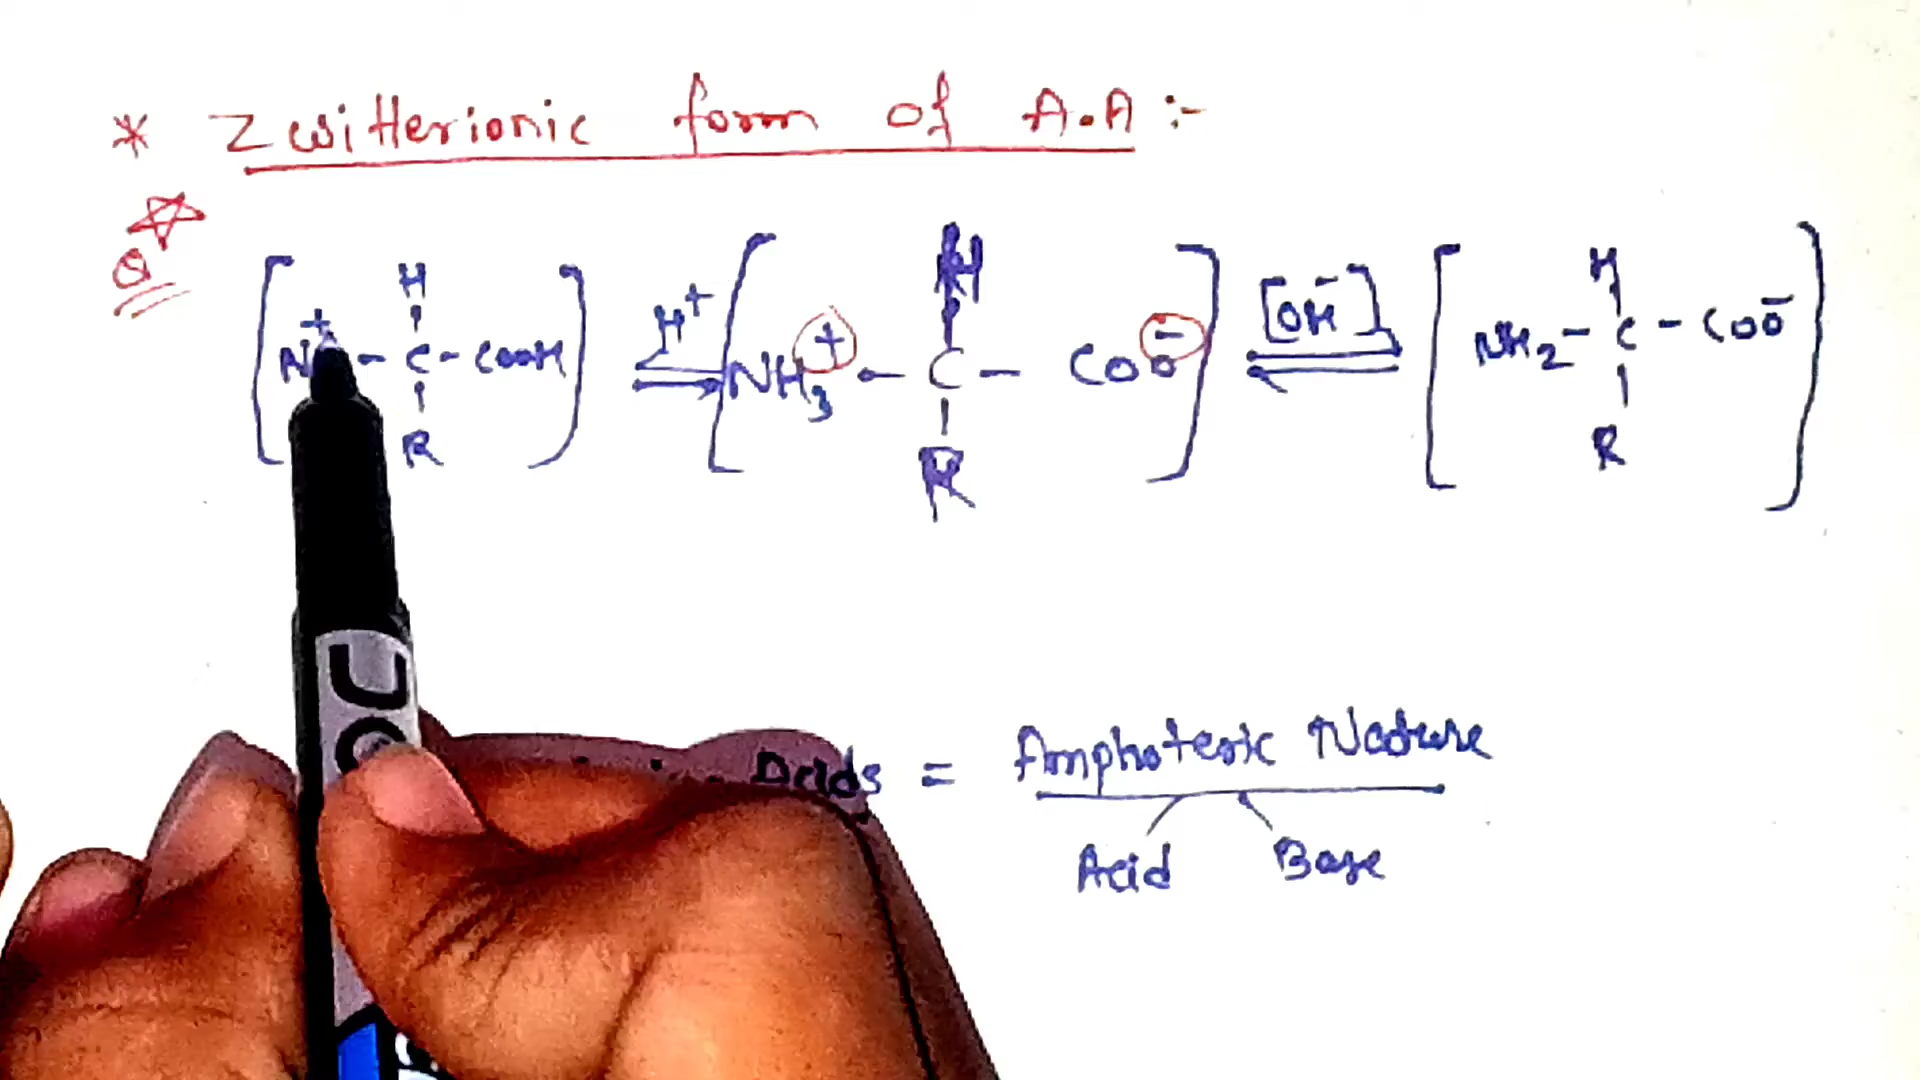 * Zwitterionic form of A.A :-
Q
H H H
+ H+ + - [OH-] -
N - C - COOH NH3 - C - COO NH2 - C - COO
R R R
Acids = Amphoteric Nature
Acid Base
U